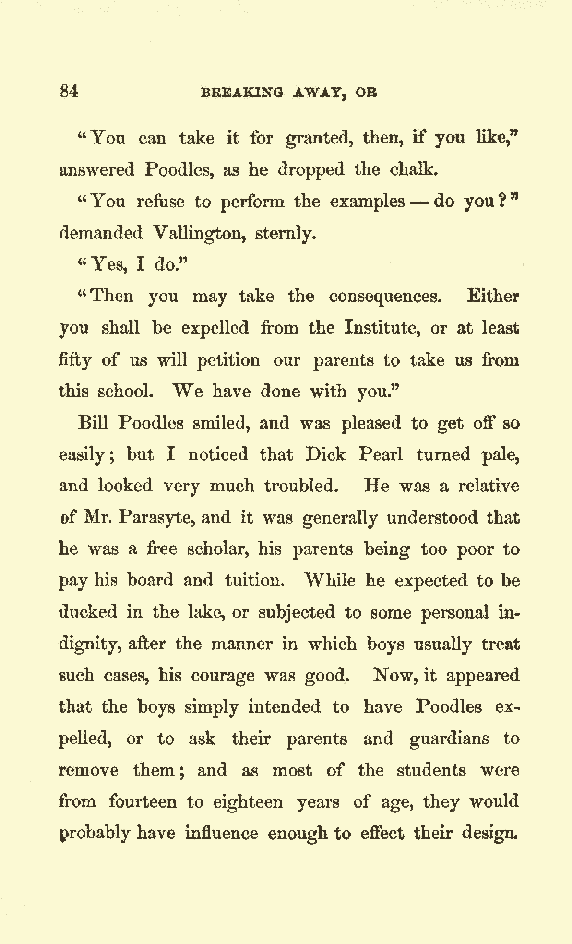 84 BREAKING AWAY, OR
"You can take it for granted, then, if you like,"
answered Poodles, as he dropped the chalk.
"You refuse to perform the examples — do you?"
demanded Vallington, sternly.
"Yes, I do."
"Then you may take the consequences. Either
you shall be expelled from the Institute, or at least
fifty of us will petition our parents to take us from
this school. We have done with you."
Bill Poodles smiled, and was pleased to get off so
easily; but I noticed that Dick Pearl turned pale,
and looked very much troubled. He was a relative
of Mr. Parasyte, and it was generally understood that
he was a free scholar, his parents being too poor to
pay his board and tuition. While he expected to be
ducked in the lake, or subjected to some personal in-
dignity, after the manner in which boys usually treat
such cases, his courage was good. Now, it appeared
that the boys simply intended to have Poodles ex-
pelled, or to ask their parents and guardians to
remove them; and as most of the students were
from fourteen to eighteen years of age, they would
probably have influence enough to effect their design.